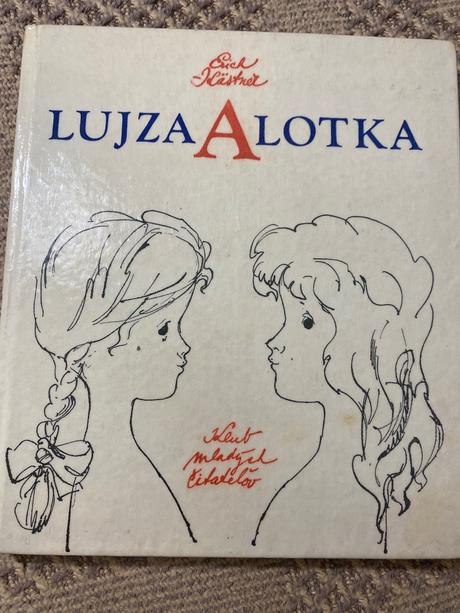 Erich
Kästner
LUJZA A LOTKA
Klub
mladých
čitateľov